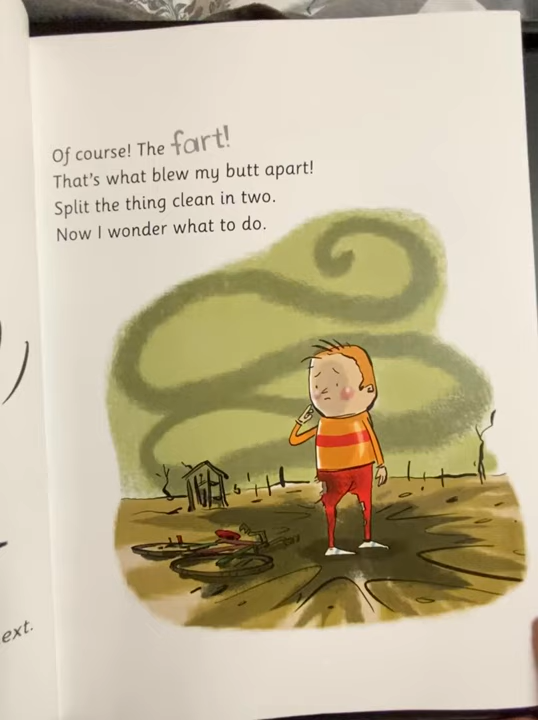 Of course! The fart!
That's what blew my butt apart!
Split the thing clean in two.
Now I wonder what to do.
ext.